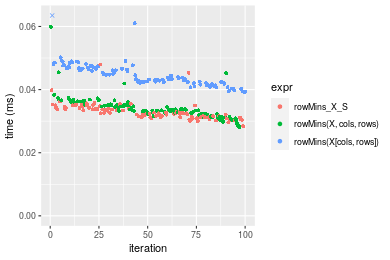 0.06
0.04
0.02
0.00
time (ms)
0
25
50
75
100
iteration
expr
rowMins_X_S
rowMins(X, cols, rows)
rowMins(X[cols, rows])